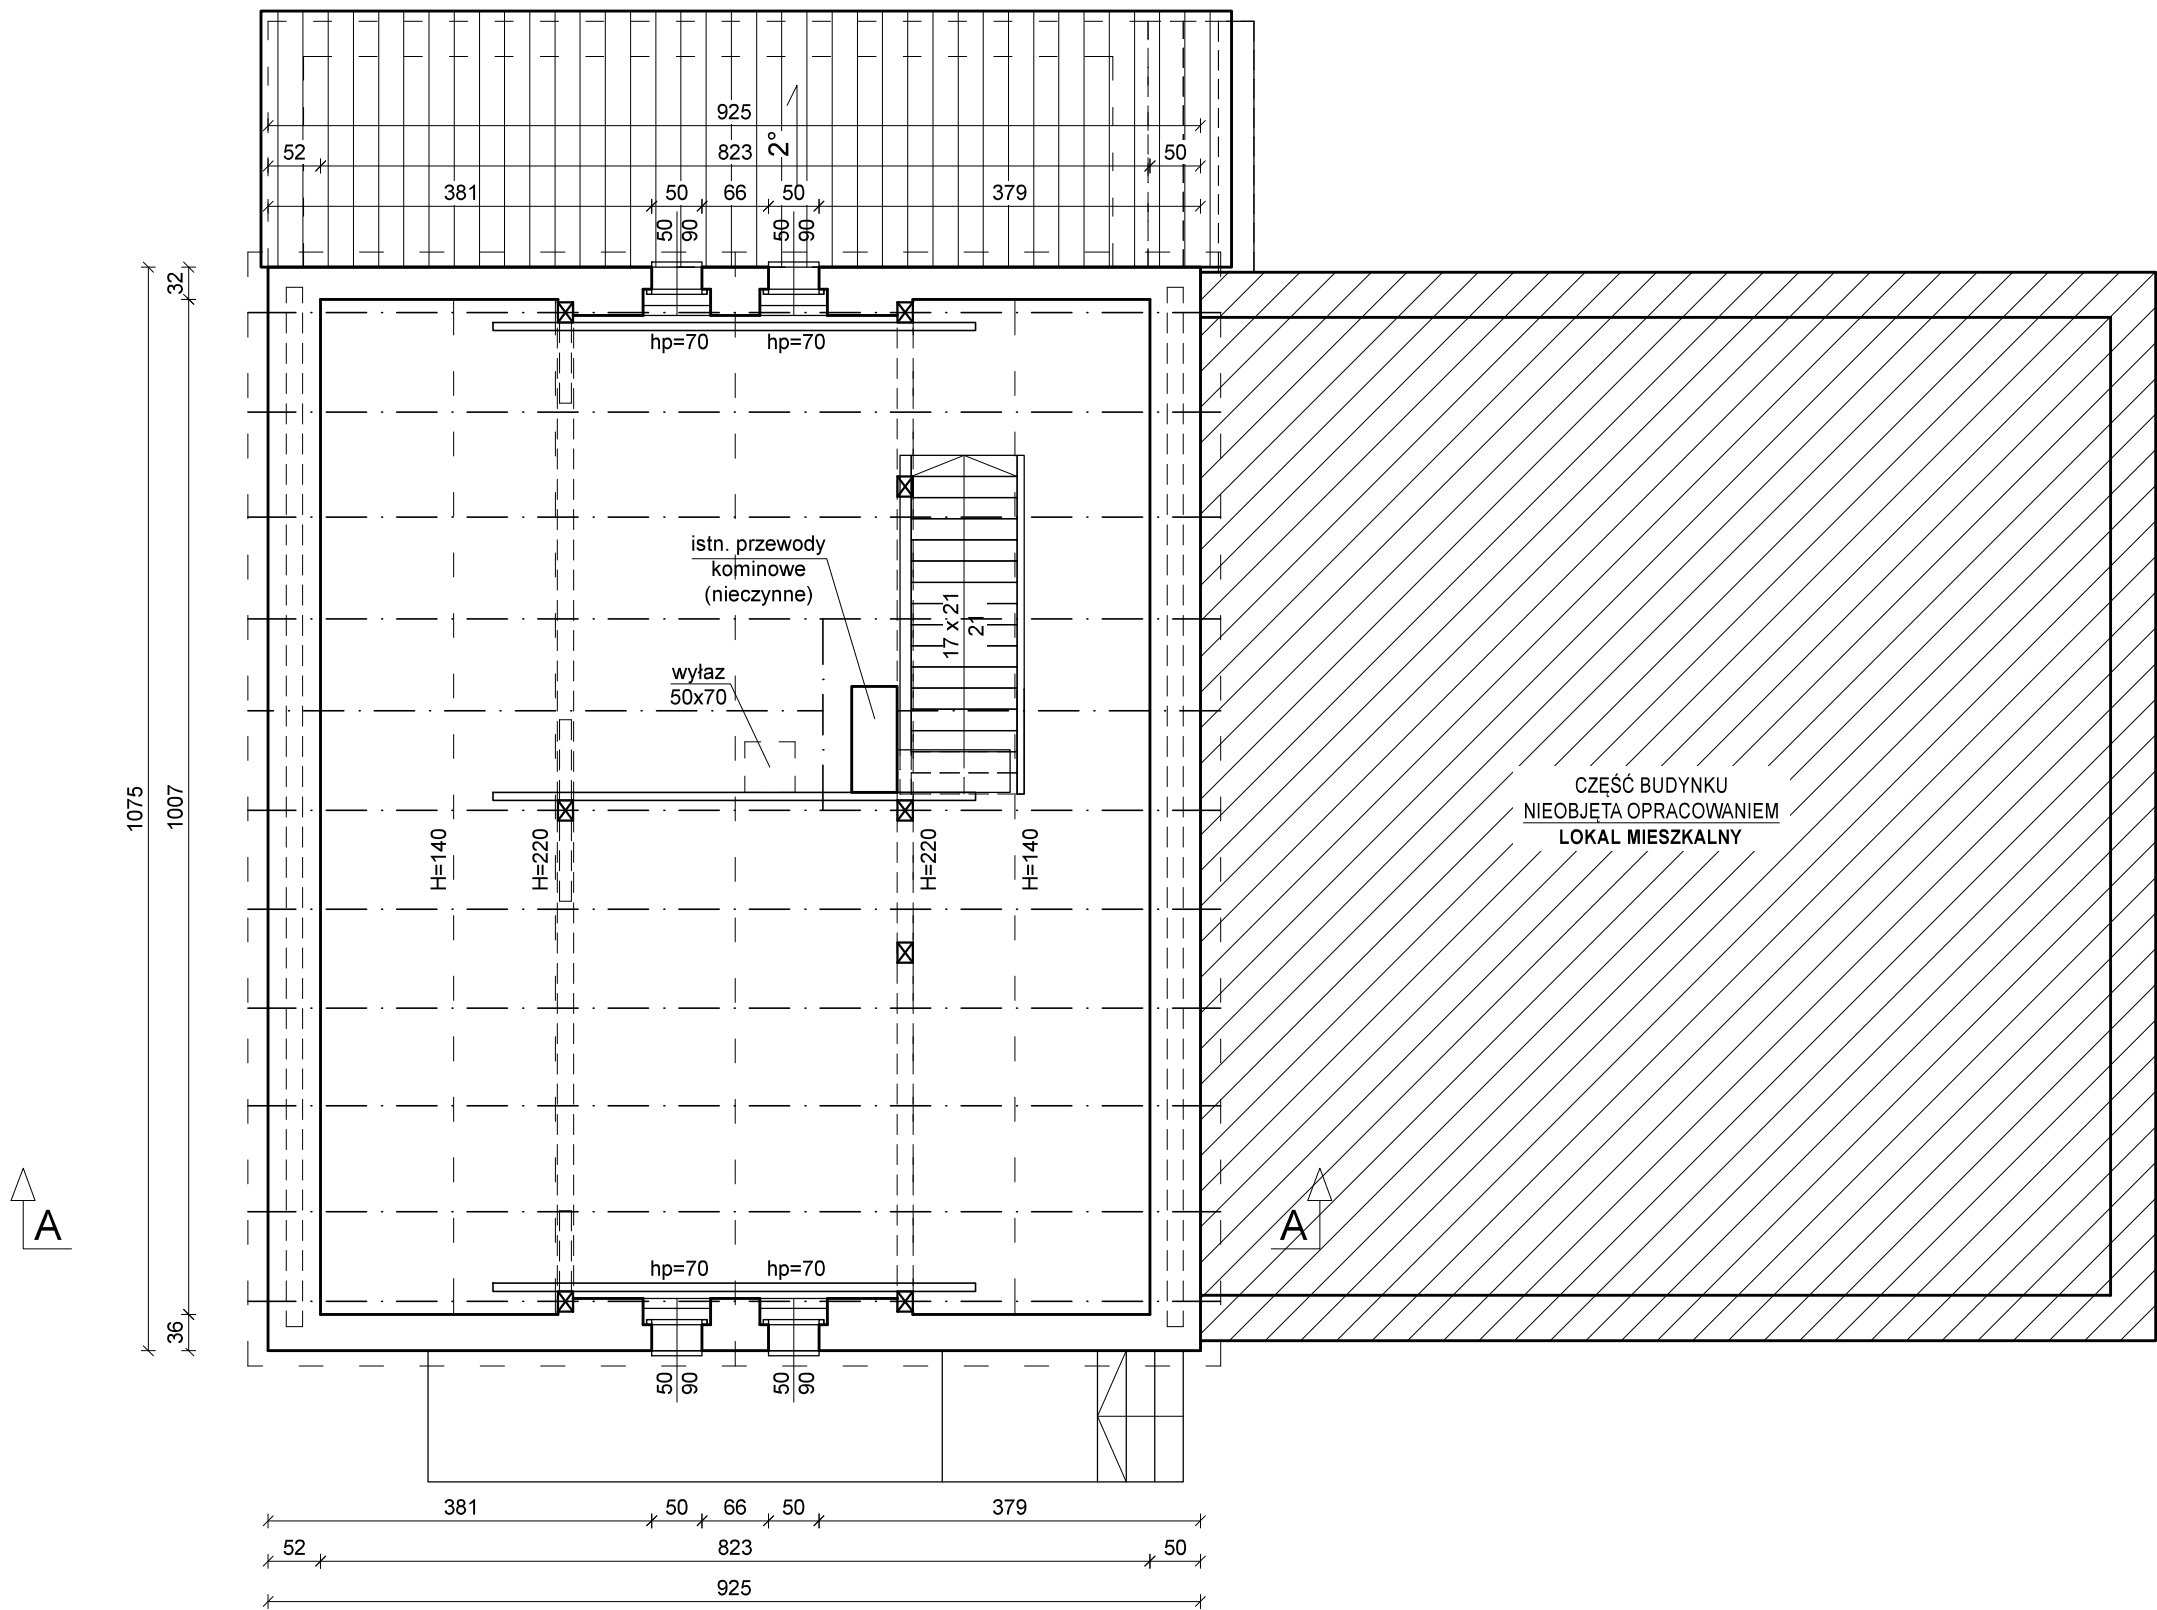 925
52
823
50
2°
381
50
66
50
379
50
90
50
90
32
hp=70
hp=70
istn. przewody
kominowe
(nieczynne)
17 x 21
21
wyłaz
50x70
1075
1007
H=140
H=220
H=220
H=140
CZĘŚĆ BUDYNKU
NIEOBJĘTA OPRACOWANIEM
LOKAL MIESZKALNY
A
A
hp=70
hp=70
36
50
90
50
90
381
50
66
50
379
52
823
50
925